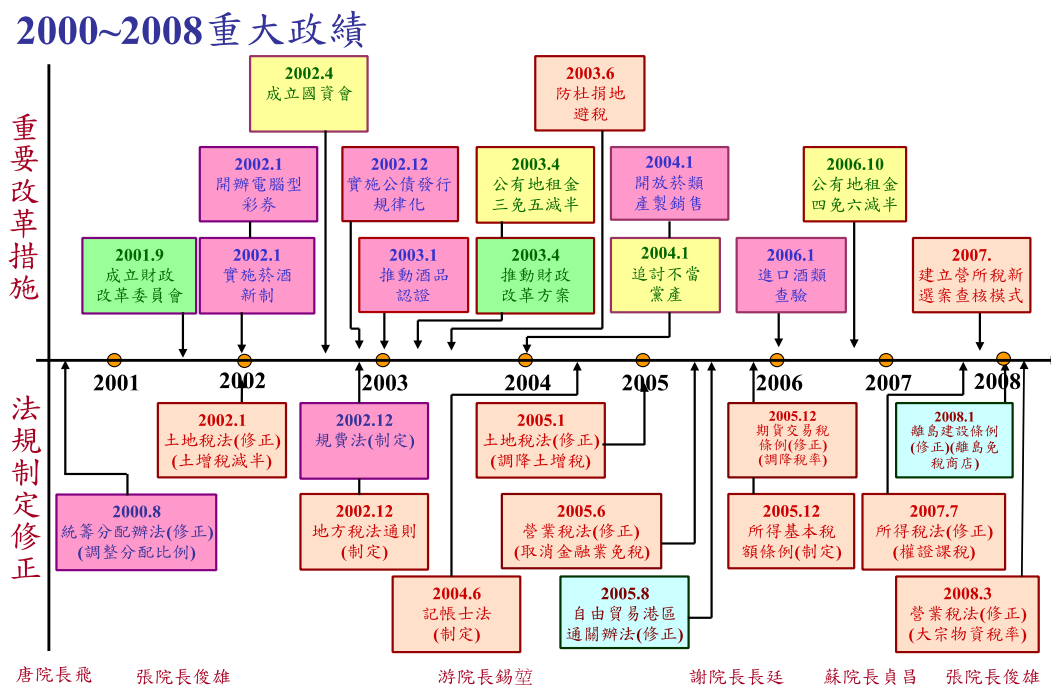 2000~2008重大政績
重要改革措施
2002.4
成立國資會
2003.6
防杜捐地
避稅
2002.1
開辦電腦型
彩券
2002.12
實施公債發行
規律化
2003.4
公有地租金
三免五減半
2004.1
開放菸類
產製銷售
2006.10
公有地租金
四免六減半
2001.9
成立財政
改革委員會
2002.1
實施菸酒
新制
2003.1
推動酒品
認證
2003.4
推動財政
改革方案
2004.1
追討不當
黨產
2006.1
進口酒類
查驗
2007.
建立營所稅新
選案查核模式
2001
2002
2003
2004
2005
2006
2007
2008
法規制定修正
2002.1
土地稅法(修正)
(土增稅減半)
2002.12
規費法(制定)
2005.1
土地稅法(修正)
(調降土增稅)
2005.12
期貨交易稅
條例(修正)
(調降稅率)
2008.1
離島建設條例
(修正)(離島免
稅商店)
2000.8
統籌分配辦法(修正)
(調整分配比例)
2002.12
地方稅法通則
(制定)
2005.6
營業稅法(修正)
(取消金融業免稅)
2005.12
所得基本稅
額條例(制定)
2007.7
所得稅法(修正)
(權證課稅)
2004.6
記帳士法
(制定)
2005.8
自由貿易港區
通關辦法(修正)
2008.3
營業稅法(修正)
(大宗物資稅率)
唐院長飛
張院長俊雄
游院長錫堃
謝院長長廷
蘇院長貞昌
張院長俊雄